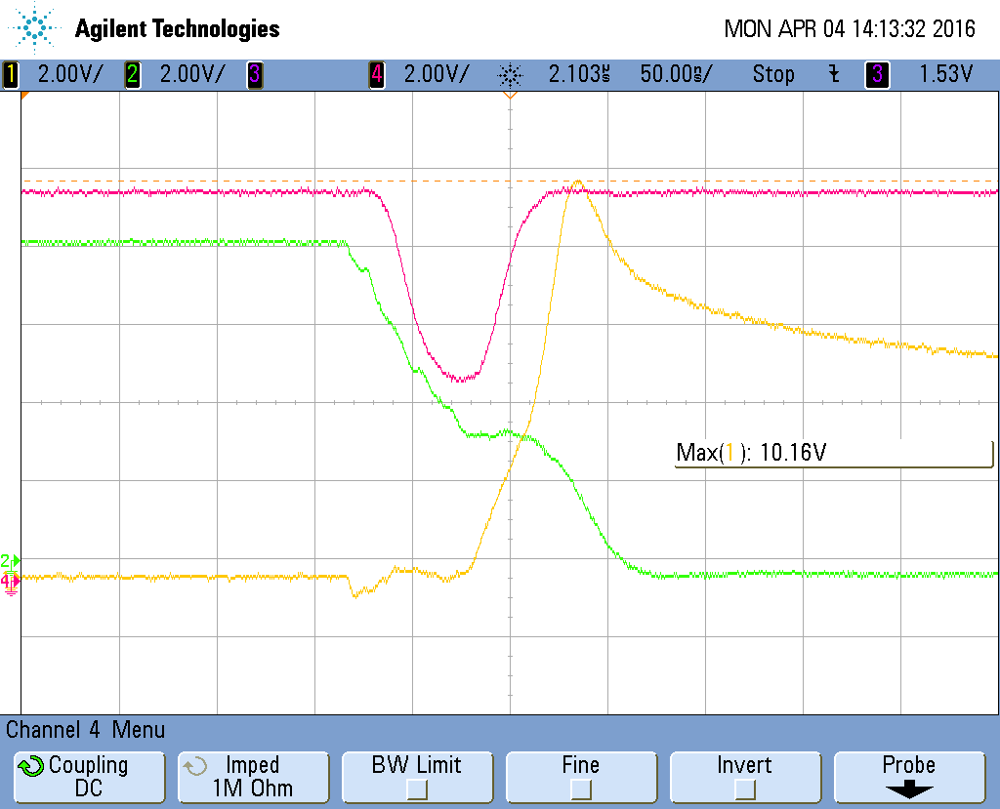 Agilent Technologies
MON APR 04 14:13:32 2016
1 2.00V/ 2 2.00V/ 3 4 2.00V/ 2.103µs 50.00ns/ Stop 3 1.53V
Max(1): 10.16V
2
4
Channel 4 Menu
Coupling
DC
Imped
1M Ohm
BW Limit
Fine
Invert
Probe